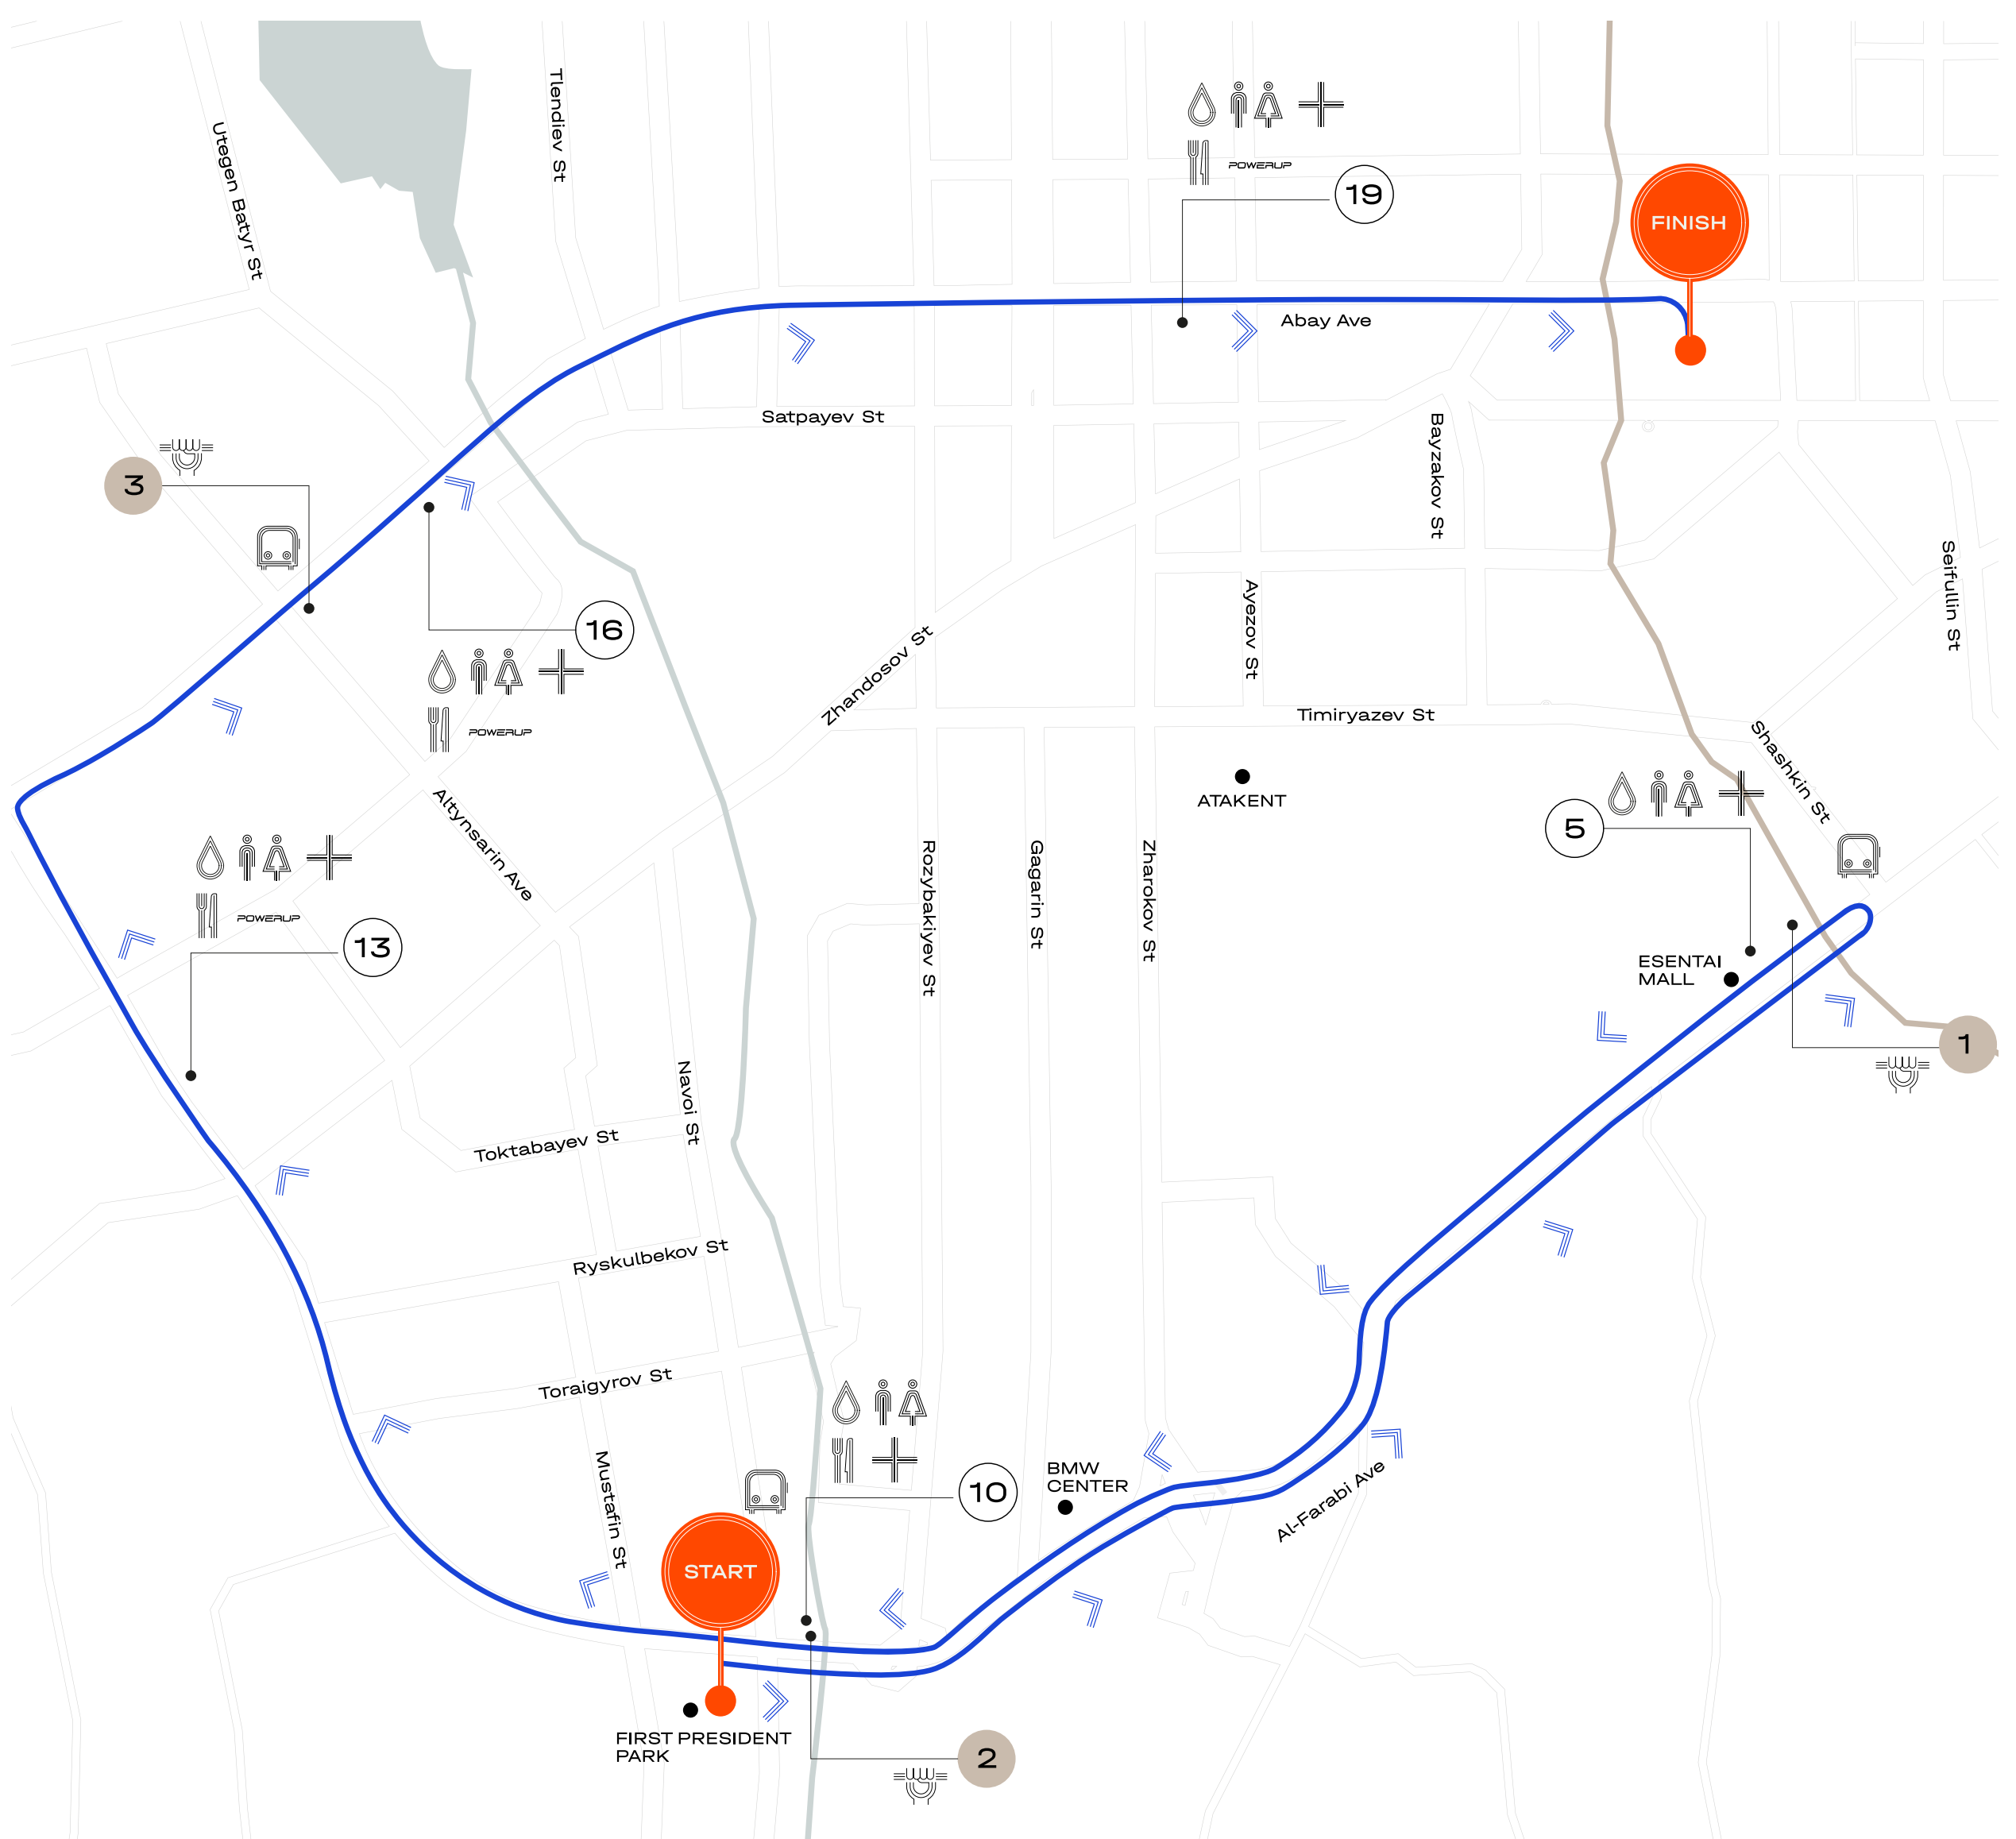 Utegen Batyr St
Tlendiev St
POWERUP
19
FINISH
Abay Ave
Satpayev St
Bayzakov St
3
16
POWERUP
Zhandosov St
Ayezov St
Seifullin St
Timiryazev St
Shashkin St
ATAKENT
5
Altynsarin Ave
POWERUP
13
Rozybakiyev St
Gagarin St
Zharokov St
ESENTAI
MALL
1
Navoi St
Toktabayev St
Ryskulbekov St
Toraigyrov St
Mustafin St
10
BMW
CENTER
Al-Farabi Ave
START
FIRST PRESIDENT
PARK
2